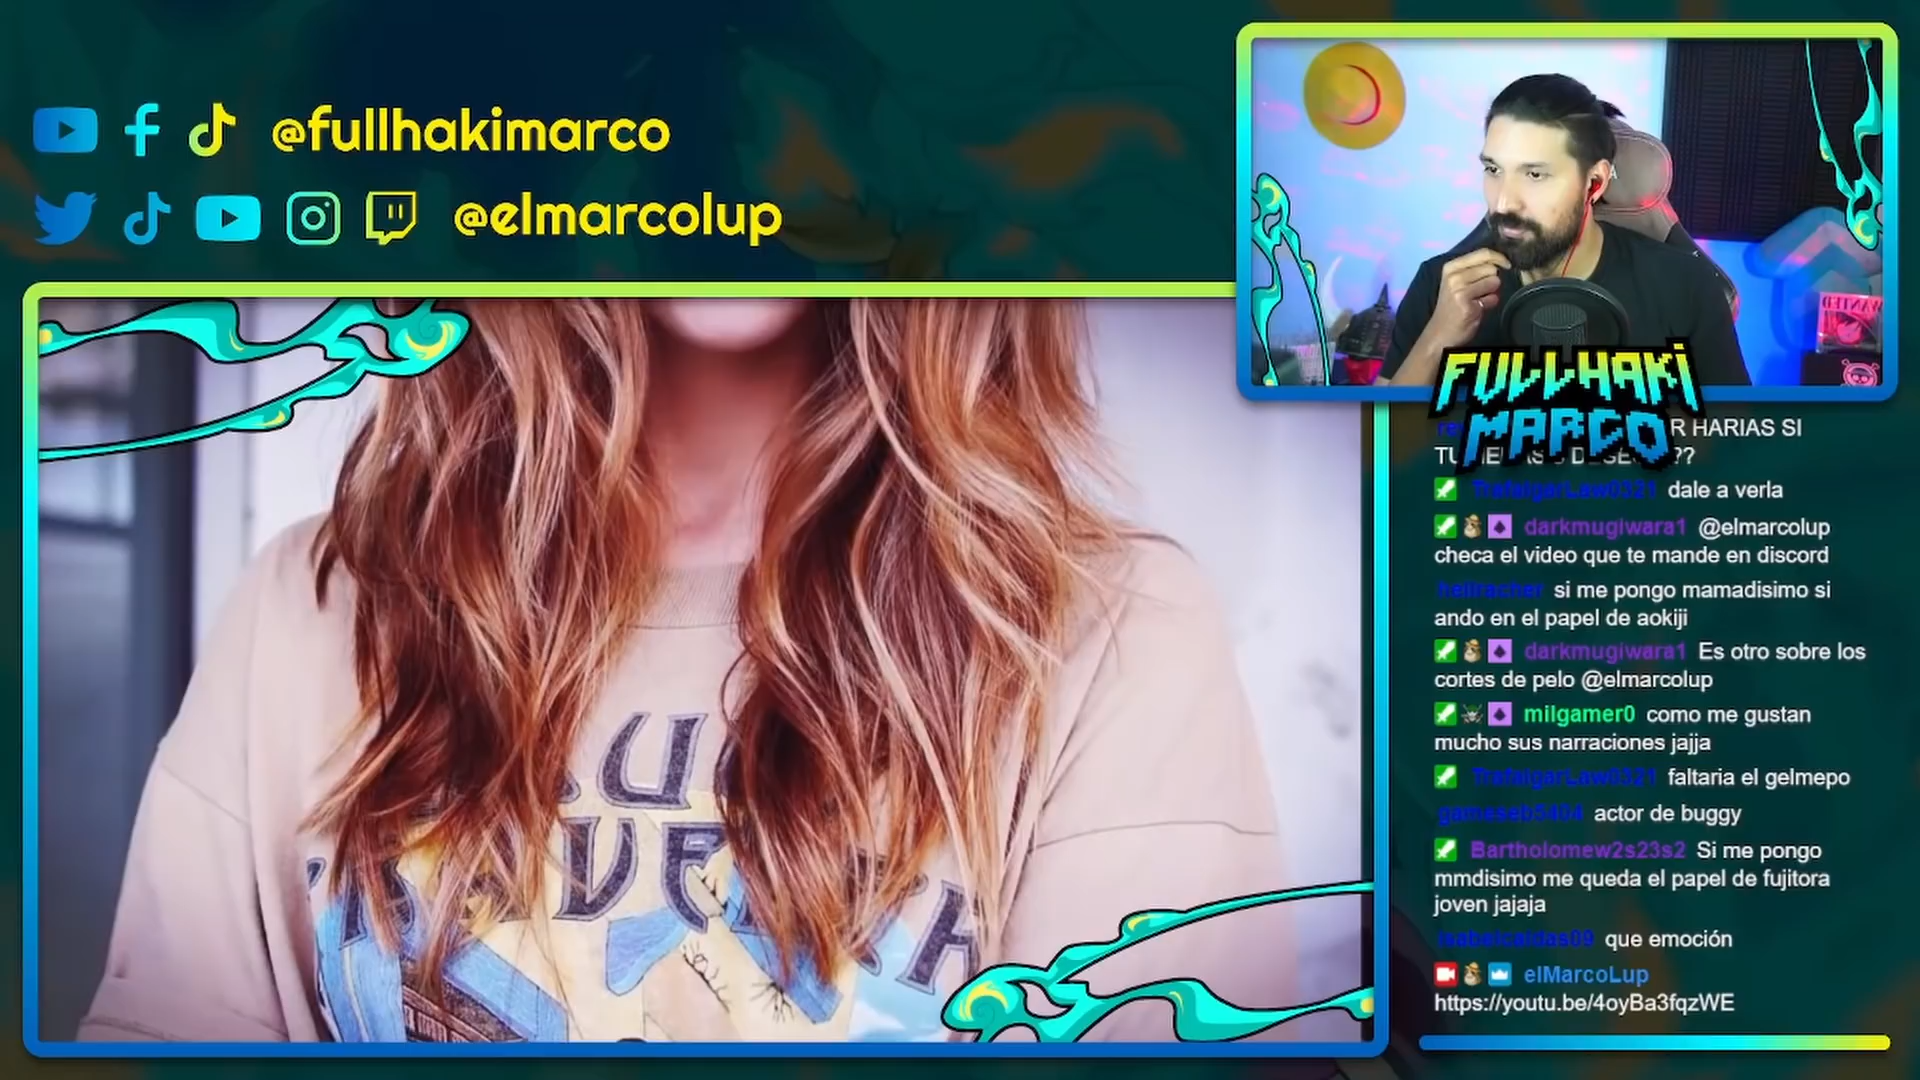 @fullhakimarco
@elmarcolup
WANTED
FULLHAKI
MARCO
R HARIAS SI
??
TrafalgarLaw0321 dale a verla
darkmugiwara1 @elmarcolup
checa el video que te mande en discord
hellracher si me pongo mamadisimo si
ando en el papel de aokiji
darkmugiwara1 Es otro sobre los
cortes de pelo @elmarcolup
milgamer0 como me gustan
mucho sus narraciones jajja
TrafalgarLaw0321 faltaria el gelmepo
gameseb5404 actor de buggy
Bartholomew2s23s2 Si me pongo
mmdisimo me queda el papel de fujitora
joven jajaja
isabelcaldas09 que emoción
elMarcoLup
https://youtu.be/4oyBa3fqzWE